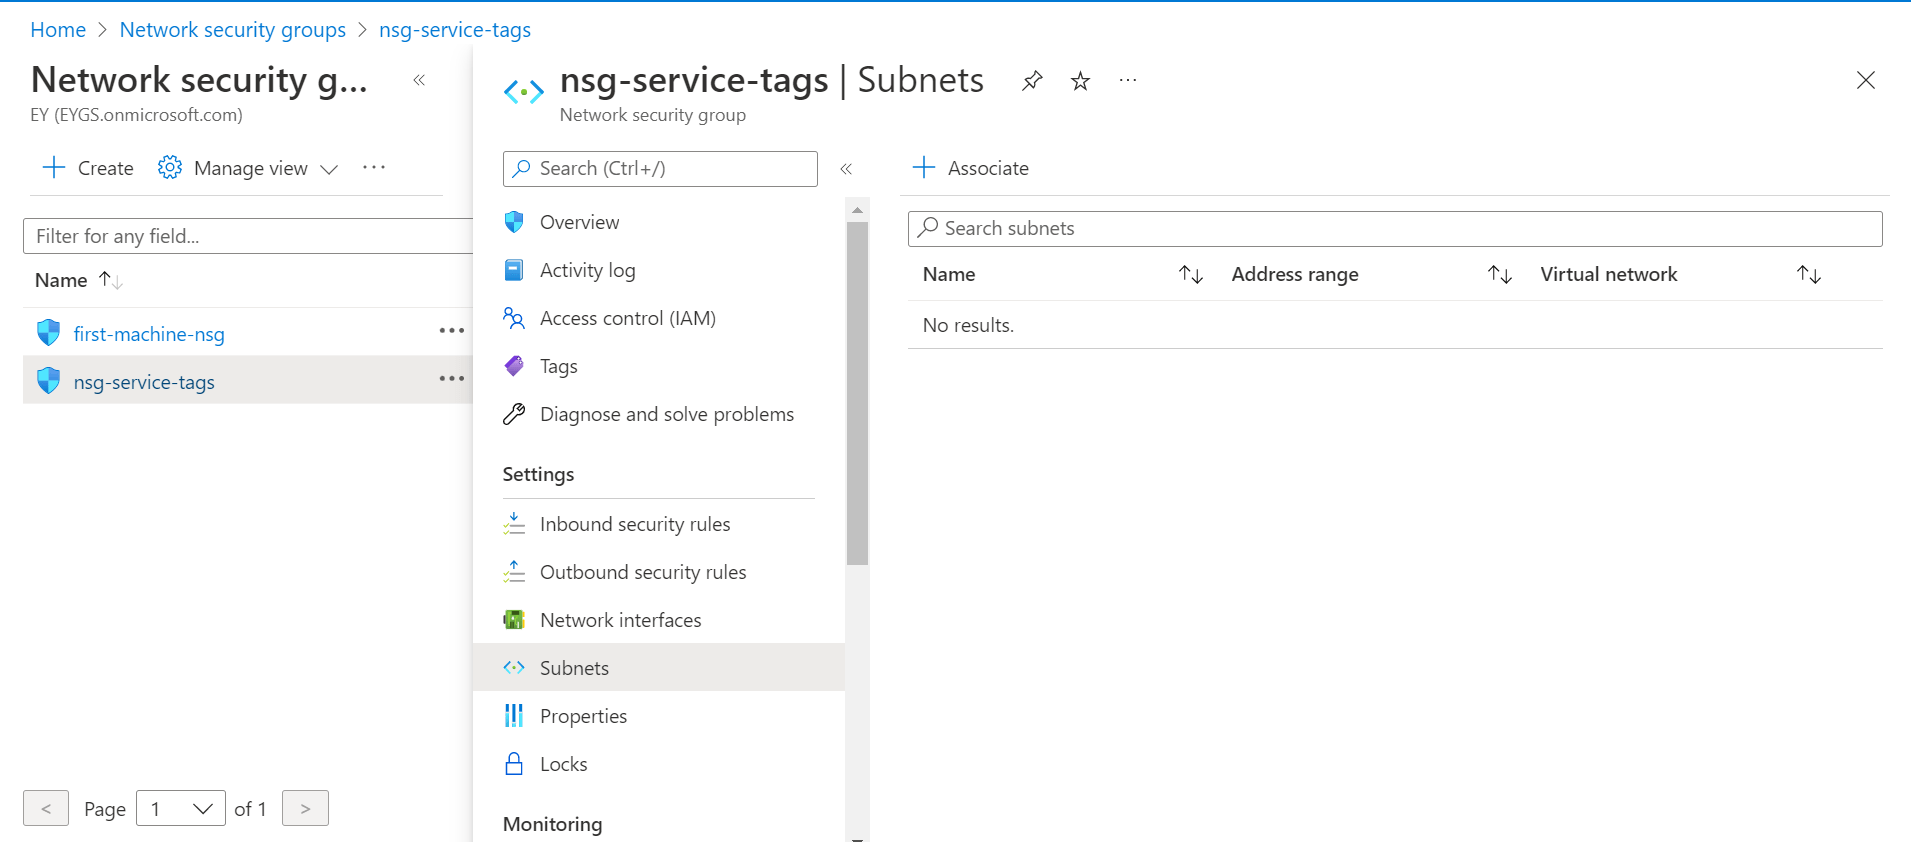 Home > Network security groups > nsg-service-tags
Network security g...
EY (EYGS.onmicrosoft.com)
Create
Manage view
Filter for any field...
Name
first-machine-nsg
nsg-service-tags
< Page 1 of 1 >
nsg-service-tags | Subnets
Network security group
Search (Ctrl+/)
Overview
Activity log
Access control (IAM)
Tags
Diagnose and solve problems
Settings
Inbound security rules
Outbound security rules
Network interfaces
Subnets
Properties
Locks
Monitoring
Associate
Search subnets
Name Address range Virtual network
No results.